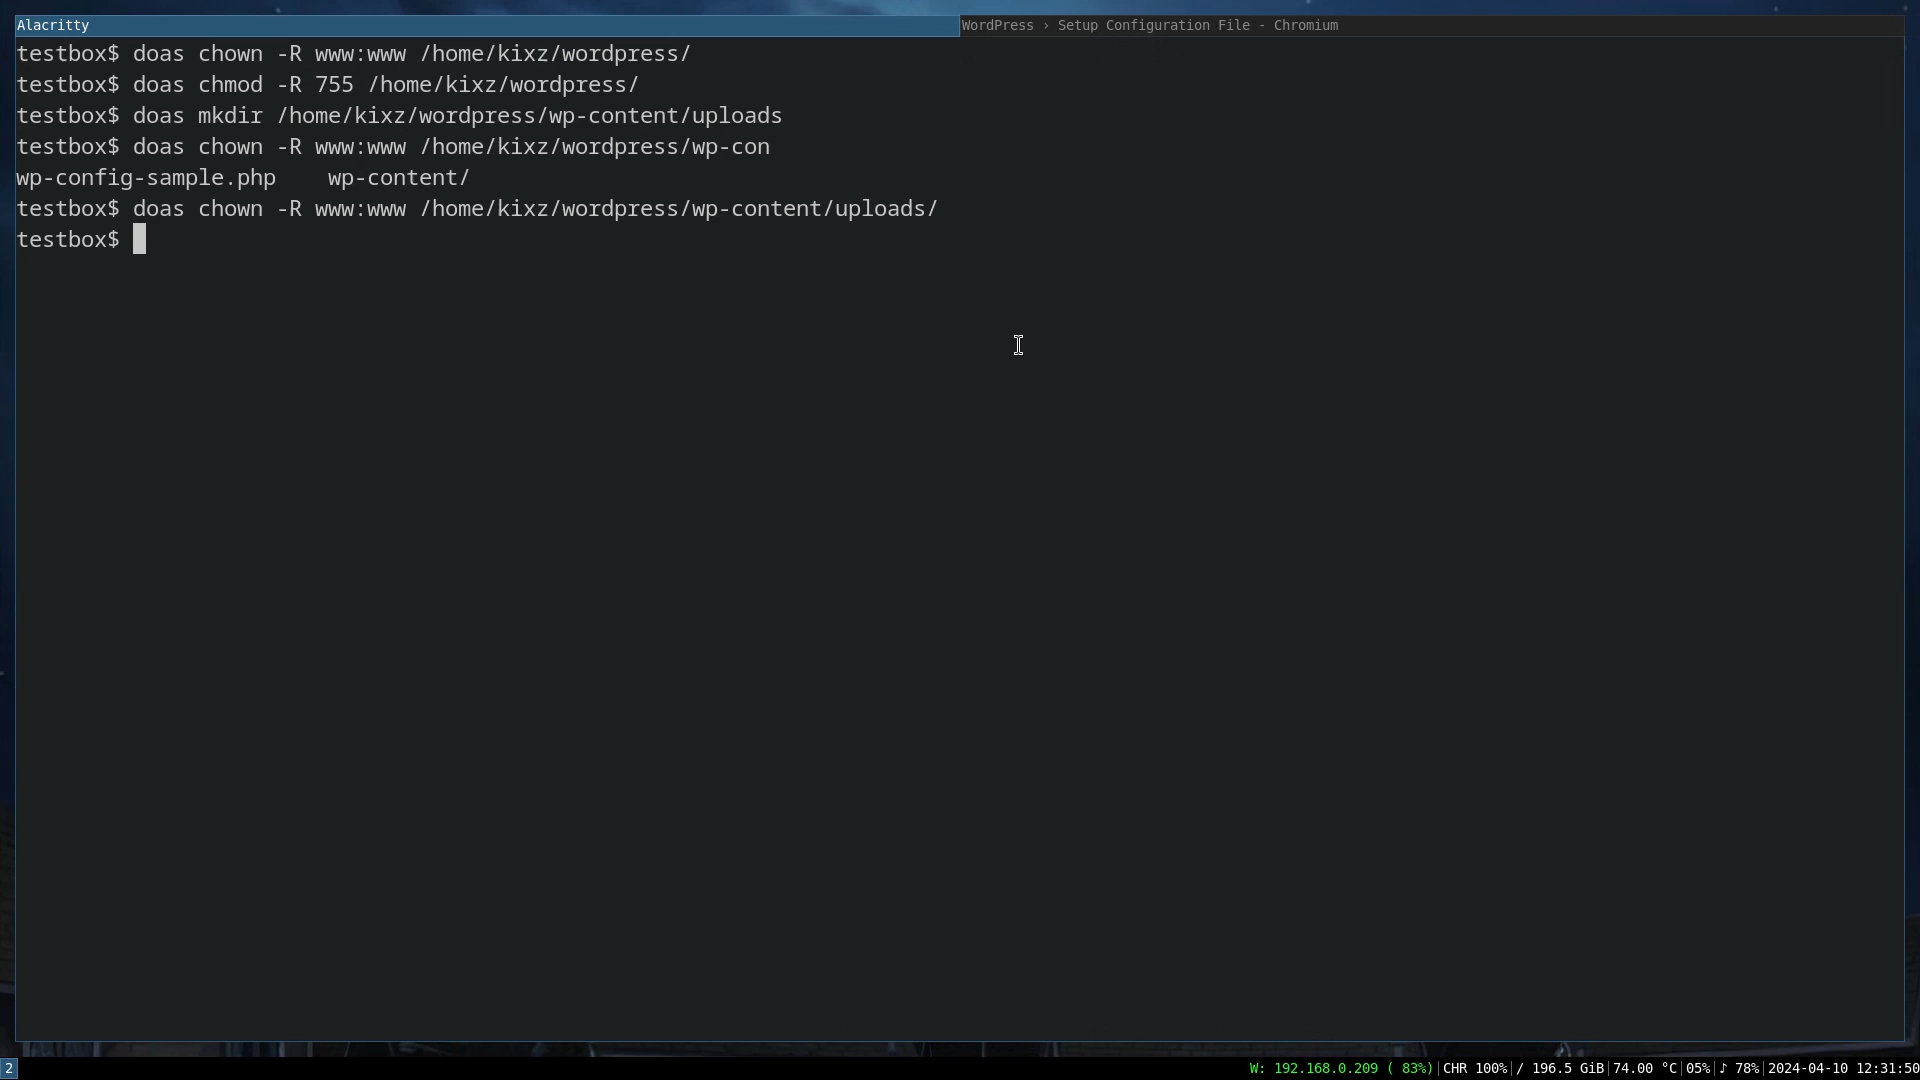 Alacritty
WordPress › Setup Configuration File - Chromium
testbox$ doas chown -R www:www /home/kixz/wordpress/
testbox$ doas chmod -R 755 /home/kixz/wordpress/
testbox$ doas mkdir /home/kixz/wordpress/wp-content/uploads
testbox$ doas chown -R www:www /home/kixz/wordpress/wp-con
wp-config-sample.php    wp-content/
testbox$ doas chown -R www:www /home/kixz/wordpress/wp-content/uploads/
testbox$
2
W: 192.168.0.209 ( 83%)|CHR 100%|/ 196.5 GiB|74.00 °C|05%|♪ 78%|2024-04-10 12:31:50